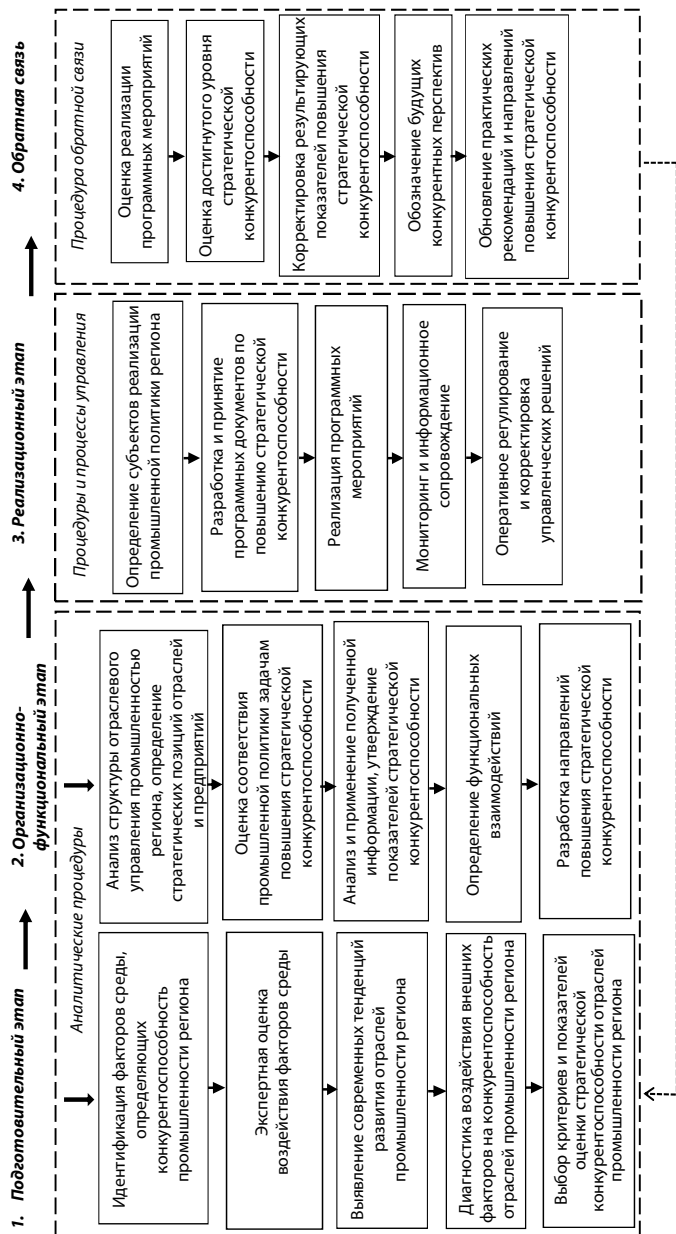 1. Подготовительный этап
2. Организационно-
функциональный этап
3. Реализационный этап
4. Обратная связь
Аналитические процедуры
Идентификация факторов среды,
определяющих
конкурентоспособность
промышленности региона
Экспертная оценка
воздействия факторов среды
Выявление современных тенденций
развития отраслей
промышленности региона
Диагностика воздействия внешних
факторов на конкурентоспособность
отраслей промышленности региона
Выбор критериев и показателей
оценки стратегической
конкурентоспособности отраслей
промышленности региона
Анализ структуры отраслевого
управления промышленностью
региона, определение
стратегических позиций отраслей
и предприятий
Оценка соответствия
промышленной политики задачам
повышения стратегической
конкурентоспособности
Анализ и применение полученной
информации, утверждение
показателей стратегической
конкурентоспособности
Определение функциональных
взаимодействий
Разработка направлений
повышения стратегической
конкурентоспособности
Процедуры и процессы управления
Определение субъектов реализации
промышленной политики региона
Разработка и принятие
программных документов по
повышению стратегической
конкурентоспособности
Реализация программных
мероприятий
Мониторинг и информационное
сопровождение
Оперативное регулирование
и корректировка
управленческих решений
Процедура обратной связи
Оценка реализации
программных мероприятий
Оценка достигнутого уровня
стратегической
конкурентоспособности
Корректировка результирующих
показателей повышения
стратегической
конкурентоспособности
Обозначение будущих
конкурентных перспектив
Обновление практических
рекомендаций и направлений
повышения стратегической
конкурентоспособности